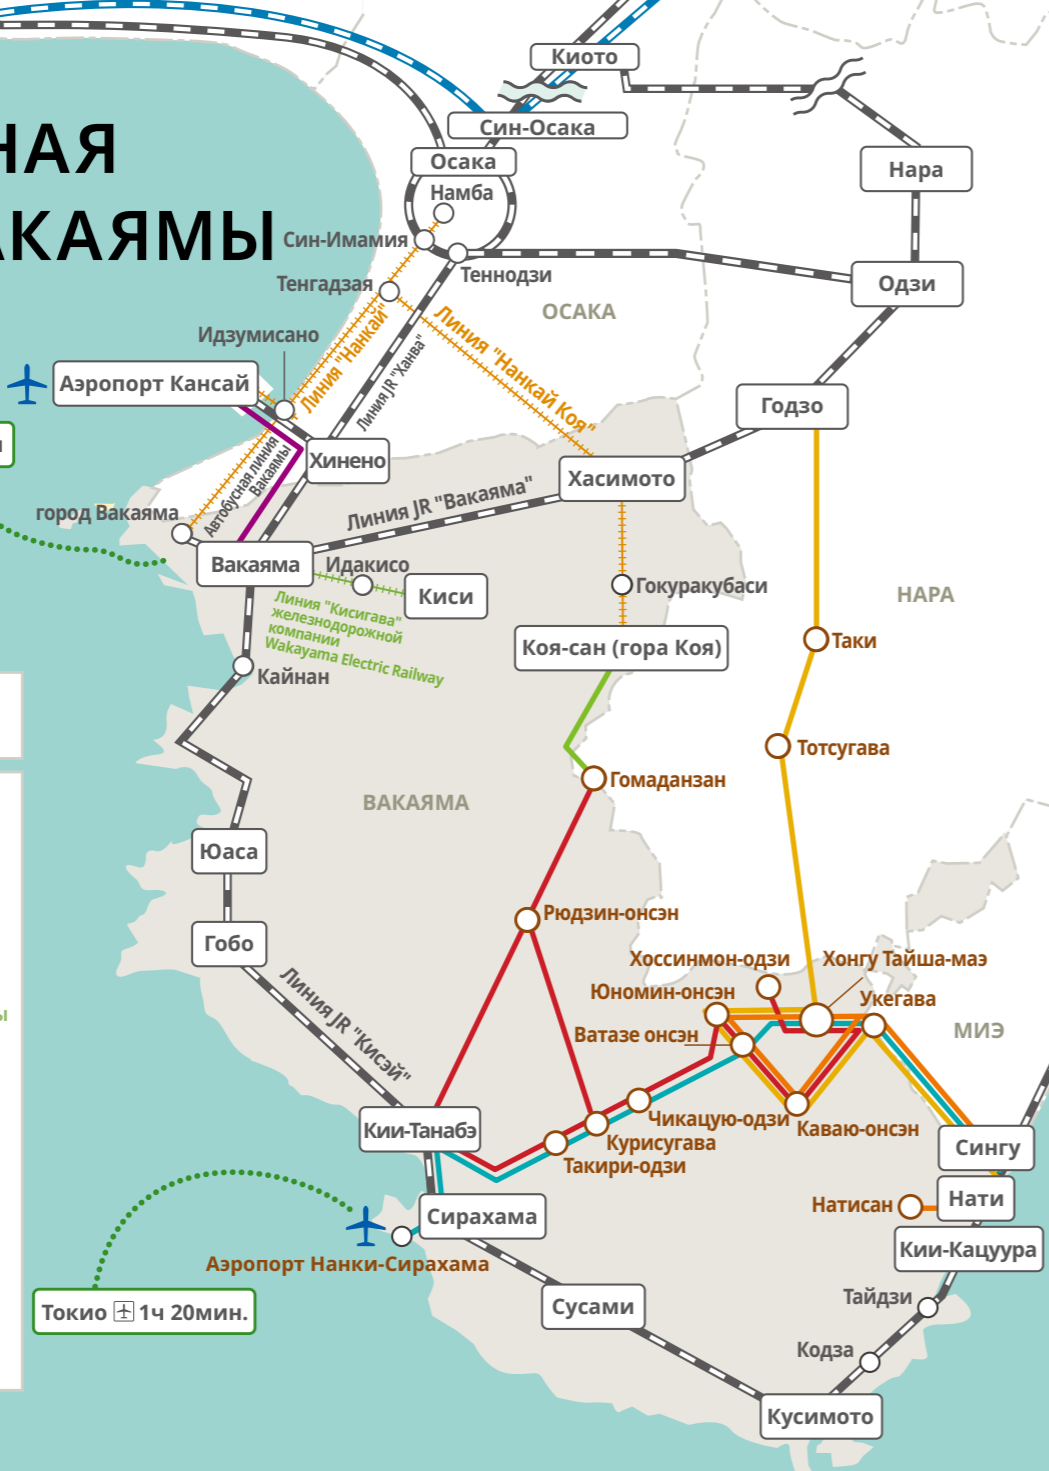 Киото
Син-Осака
НАЯ
АКАЯМЫ
Осака
Намба
Нара
Син-Имамия
Теннодзи
Тенгадзая
Одзи
ОСАКА
Идзумисано
Линия "Нанкай"
Линия JR "Ханва"
Линия "Нанкай Коя"
Аэропорт Кансай
Годзо
Хинено
Автобусная линия
Вакаямы
Хасимото
Линия JR "Вакаяма"
город Вакаяма
Вакаяма
Идакисо
Киси
Гокуракубаси
НАРА
Линия "Кисигава"
железнодорожной
компании
Wakayama Electric Railway
Коя-сан (гора Коя)
Таки
Кайнан
Тотсугава
Гомаданзан
ВАКАЯМА
Юаса
Рюдзин-онсэн
Гобо
Хоссинмон-одзи
Хонгу Тайша-маэ
Юномин-онсэн
Укегава
Линия JR "Кисэй"
Ватазе онсэн
МИЭ
ы
Кии-Танабэ
Чикацую-одзи
Каваю-онсэн
Курисугава
Такири-одзи
Сингу
Натисан
Нати
Сирахама
Кии-Кацуура
Аэропорт Нанки-Сирахама
Токио 1ч 20мин.
Сусами
Тайдзи
Кодза
Кусимото